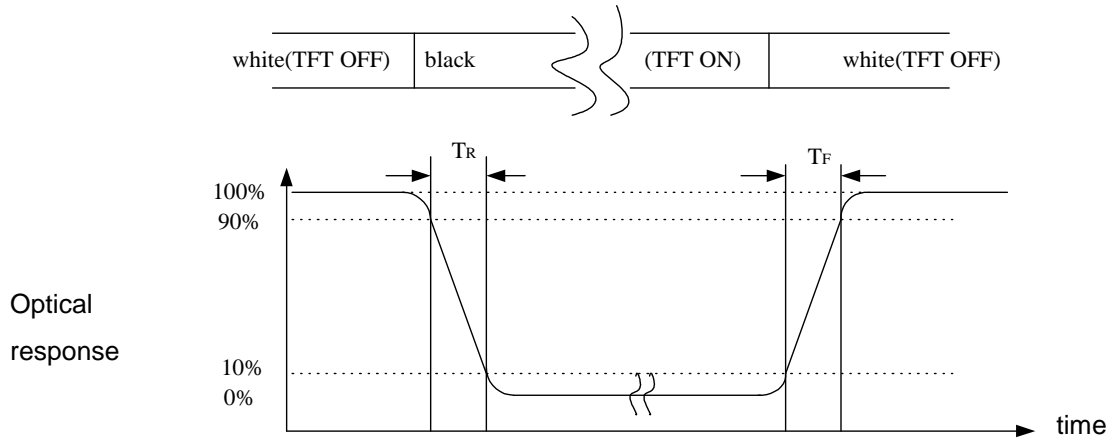 white(TFT OFF) black (TFT ON) white(TFT OFF)
TR TF
100%
90%
Optical
response
10%
0%
time